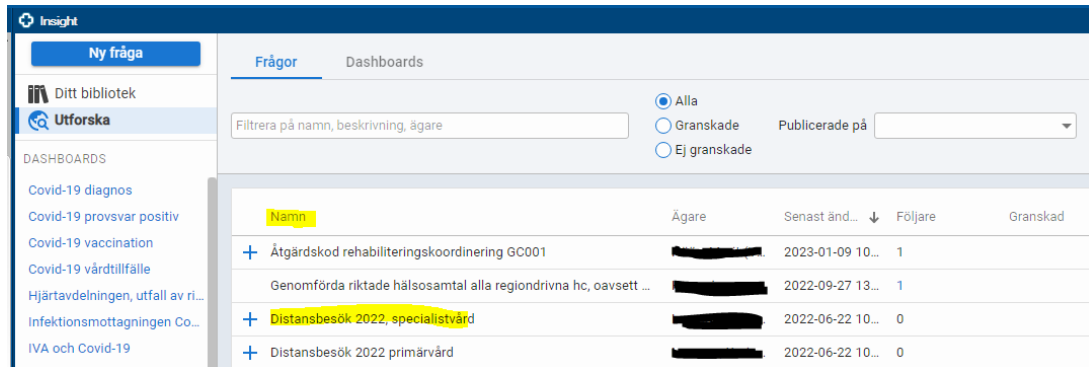 Insight
Ny fråga
Ditt bibliotek
Utforska
DASHBOARDS
Covid-19 diagnos
Covid-19 provsvar positiv
Covid-19 vaccination
Covid-19 vårdtillfälle
Hjärtavdelningen, utfall av ri...
Infektionsmottagningen Co...
IVA och Covid-19
Frågor Dashboards
Filtrera på namn, beskrivning, ägare
Alla
Granskade
Ej granskade
Publicerade på
Namn Ägare Senast änd... Följare Granskad
Åtgärdskod rehabiliteringskoordinering GC001 2023-01-09 10... 1
Genomförda riktade hälsosamtal alla regiondrivna hc, oavsett ... 2022-09-27 13... 1
Distansbesök 2022, specialistvård 2022-06-22 10... 0
Distansbesök 2022 primärvård 2022-06-22 10... 0